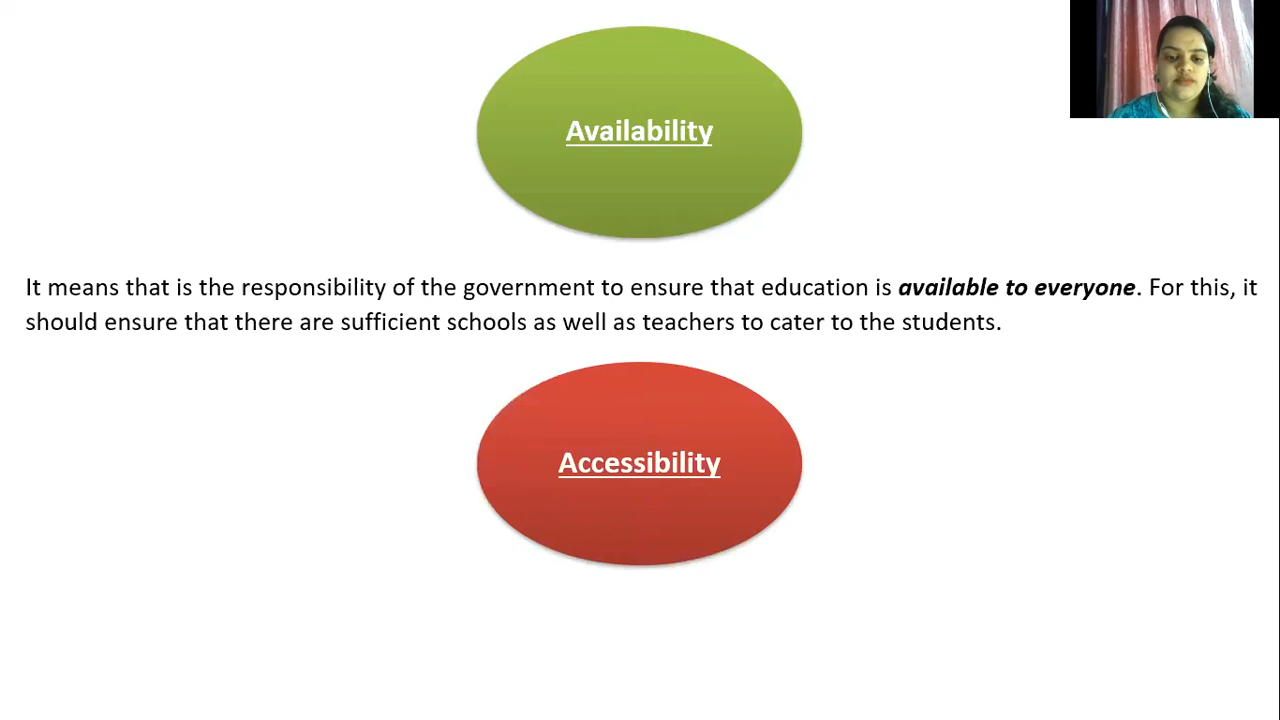 Availability
It means that is the responsibility of the government to ensure that education is available to everyone. For this, it
should ensure that there are sufficient schools as well as teachers to cater to the students.
Accessibility